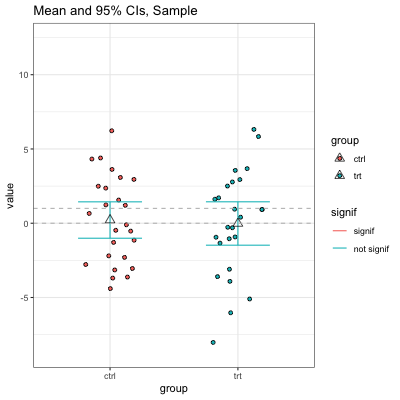 Mean and 95% CIs, Sample
10
5
0
-5
value
ctrl
trt
group
group
ctrl
trt
signif
signif
not signif